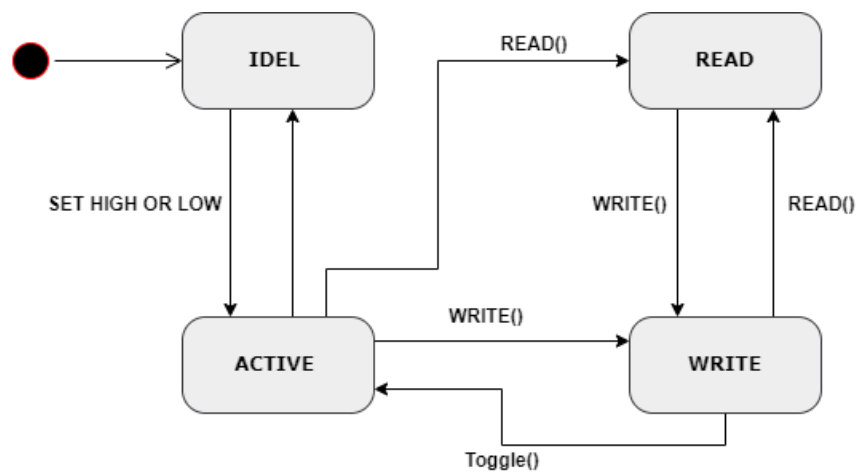 IDEL
READ()
READ
SET HIGH OR LOW
WRITE()
READ()
WRITE()
ACTIVE
WRITE
Toggle()